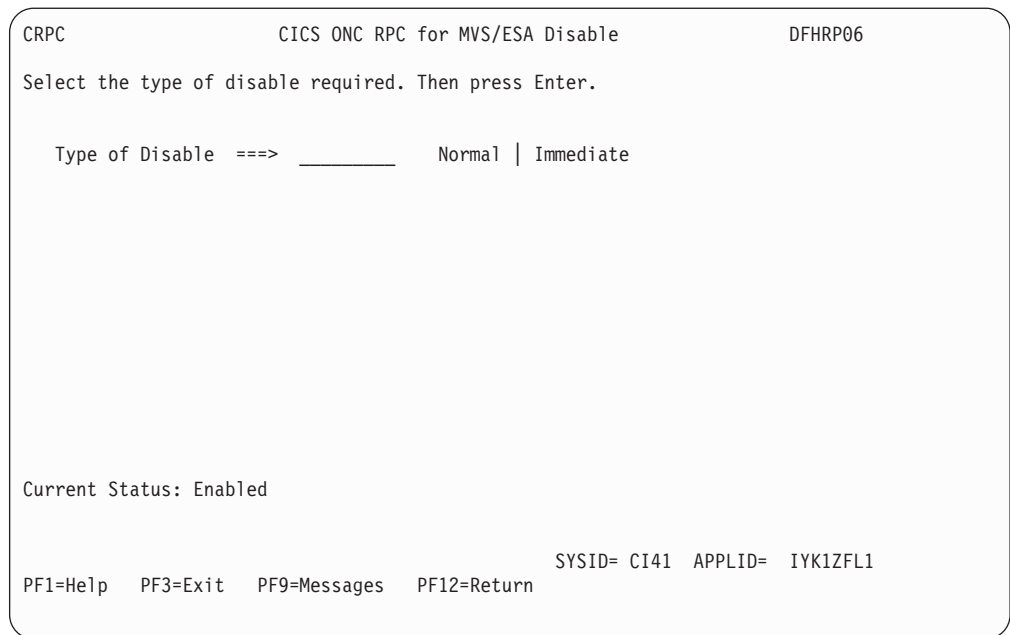 CRPC CICS ONC RPC for MVS/ESA Disable DFHRP06
Select the type of disable required. Then press Enter.
Type of Disable ===> _________ Normal | Immediate
Current Status: Enabled
SYSID= CI41 APPLID= IYK1ZFL1
PF1=Help PF3=Exit PF9=Messages PF12=Return